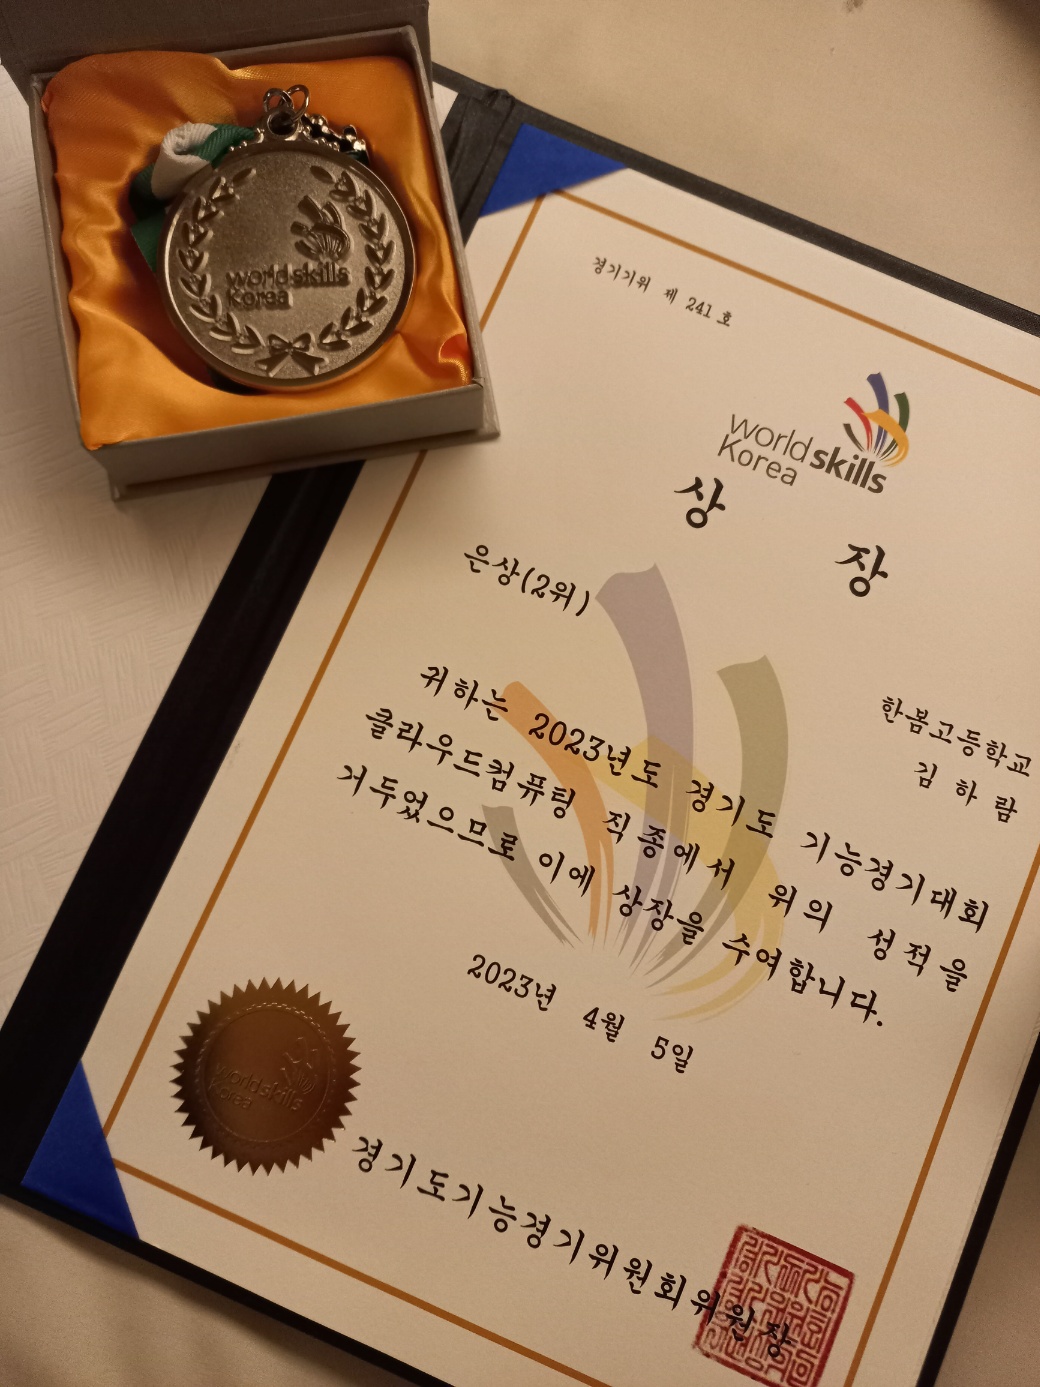 worldskills
Korea
경기기위 제 241 호
worldskills
Korea
상 장
은상(2위)
한봄고등학교
김 하 람
귀하는 2023년도 경기도 기능경기대회
클라우드컴퓨팅 직종에서 위의 성적을
거두었으므로 이에 상장을 수여합니다.
2023년 4월 5일
worldskills
Korea
경기도기능경기위원회위원장